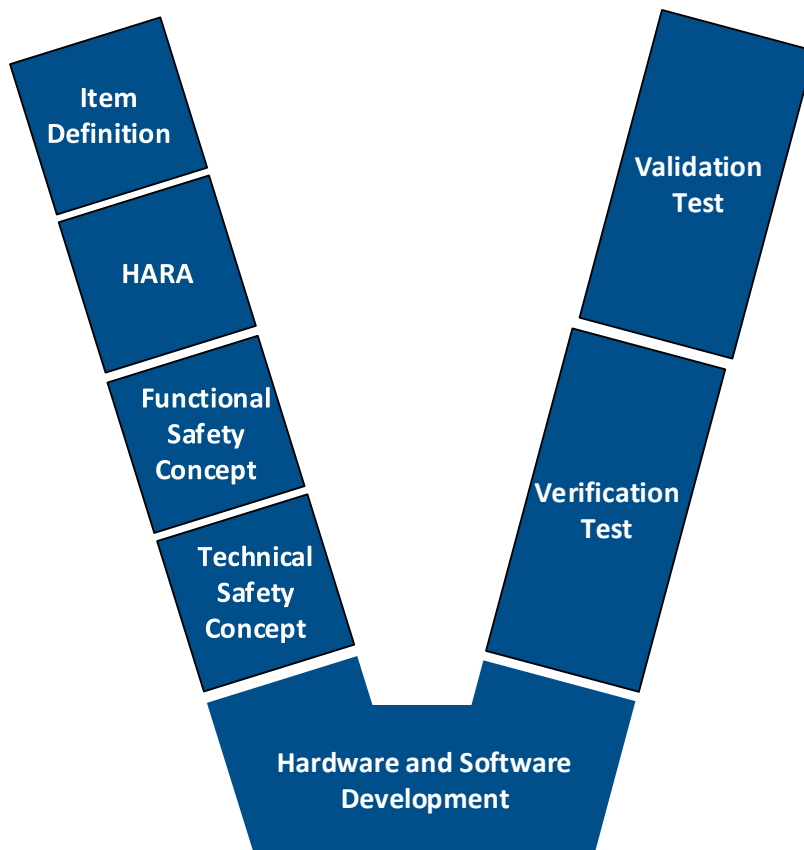 Item
Definition
HARA
Functional
Safety
Concept
Technical
Safety
Concept
Hardware and Software
Development
Verification
Test
Validation
Test